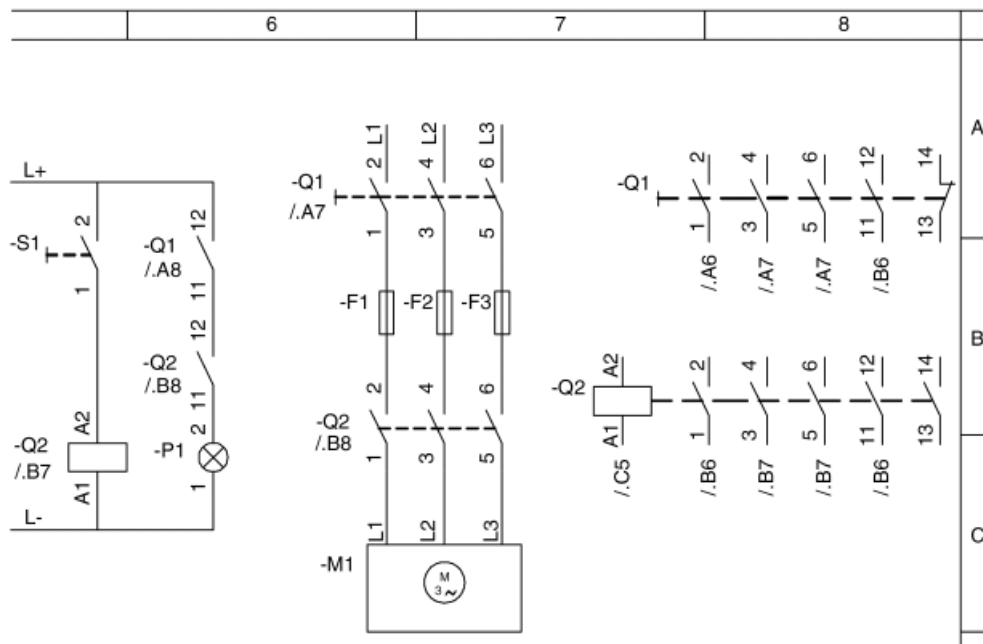 6 7 8
A
B
C
L+
-S1
2
1
-Q2
/.B7
A2
A1
L-
-Q1
/.A8
12
11
-Q2
/.B8
12
11
-P1
2
1
L1 L2 L3
-Q1
/.A7
2 4 6
1 3 5
-F1 -F2 -F3
-Q2
/.B8
2 4 6
1 3 5
L1 L2 L3
-M1
M
3~
-Q1
2 4 6 12 14
1 3 5 11 13
/.A6 /.A7 /.A7 /.B6
-Q2
A2 2 4 6 12 14
A1 1 3 5 11 13
/.C5 /.B6 /.B7 /.B7 /.B6